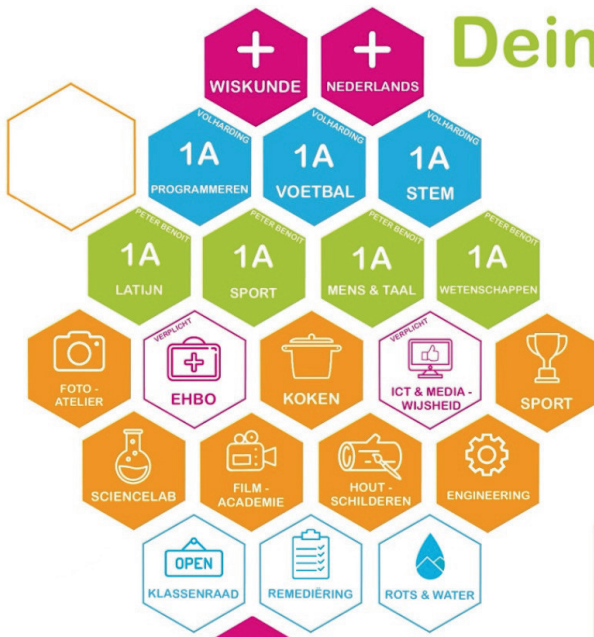 Dein
+
WISKUNDE
+
NEDERLANDS
VOLHARDING
1A
PROGRAMMEREN
VOLHARDING
1A
VOETBAL
VOLHARDING
1A
STEM
PETER BENOIT
1A
LATIJN
PETER BENOIT
1A
SPORT
PETER BENOIT
1A
MENS & TAAL
PETER BENOIT
1A
WETENSCHAPPEN
FOTO -
ATELIER
VERPLICHT
EHBO
KOKEN
VERPLICHT
ICT & MEDIA -
WIJSHEID
SPORT
SCIENCELAB
FILM -
ACADEMIE
HOUT -
SCHILDEREN
ENGINEERING
OPEN
KLASSENRAAD
REMEDIËRING
ROTS & WATER